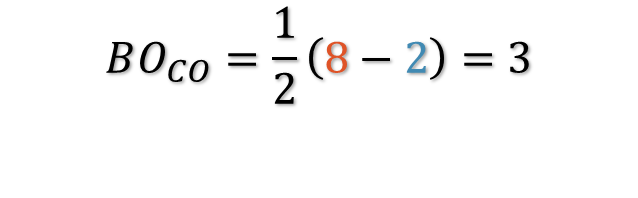 BO_CO = 1/2 (8 − 2) = 3